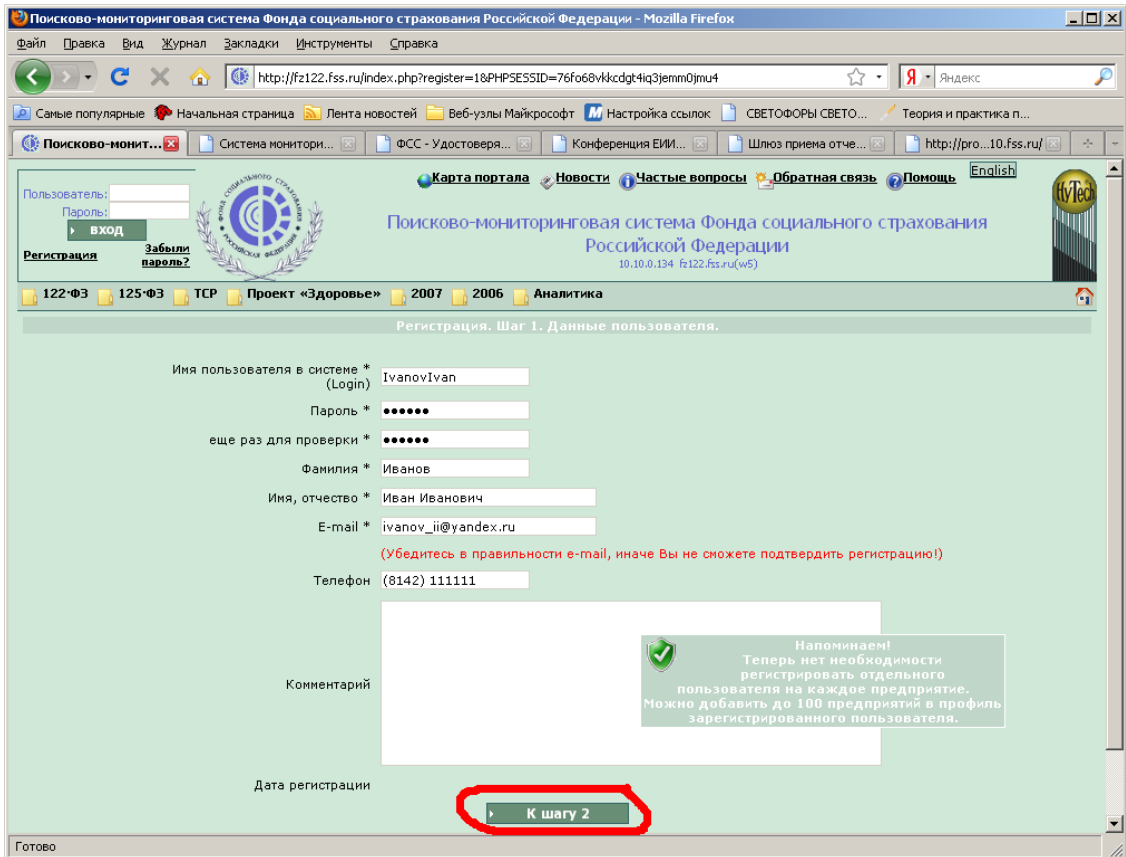 Поисково-мониторинговая система Фонда социального страхования Российской Федерации - Mozilla Firefox
Файл Правка Вид Журнал Закладки Инструменты Справка
http://fz122.fss.ru/index.php?register=1&PHPSESSID=76fo68vkkcdgt4iq3jemm0jmu4
Я Яндекс
Самые популярные Начальная страница Лента новостей Веб-узлы Майкрософт Настройка ссылок СВЕТОФОРЫ СВЕТО... Теория и практика п...
Поисково-монит... Система монитори... ФСС - Удостоверя... Конференция ЕИИ... Шлюз приема отче... http://pro...10.fss.ru/
Карта портала Новости Частые вопросы Обратная связь Помощь English
Пользователь:
Пароль:
вход
Регистрация
Забыли пароль?
Поисково-мониторинговая система Фонда социального страхования
Российской Федерации
10.10.0.134 fz122.fss.ru(w5)
HyTech
122-ФЗ 125-ФЗ ТСР Проект «Здоровье» 2007 2006 Аналитика
Регистрация. Шаг 1. Данные пользователя.
Имя пользователя в системе *
(Login)
IvanovIvan
Пароль * ••••••
еще раз для проверки * ••••••
Фамилия * Иванов
Имя, отчество * Иван Иванович
E-mail * ivanov_ii@yandex.ru
(Убедитесь в правильности e-mail, иначе Вы не сможете подтвердить регистрацию!)
Телефон (8142) 111111
Комментарий
Напоминаем!
Теперь нет необходимости
регистрировать отдельного
пользователя на каждое предприятие.
Можно добавить до 100 предприятий в профиль
зарегистрированного пользователя.
Дата регистрации
К шагу 2
Готово